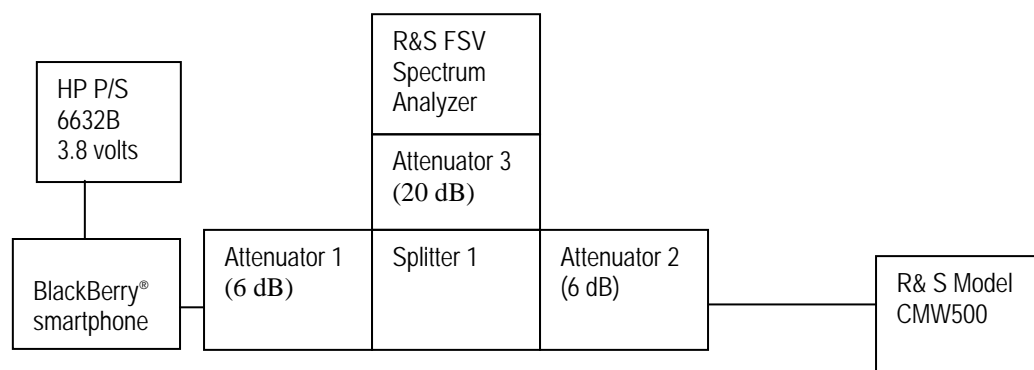 R&S FSV
Spectrum
Analyzer
HP P/S
6632B
3.8 volts
Attenuator 3
(20 dB)
BlackBerry®
smartphone
Attenuator 1
(6 dB)
Splitter 1
Attenuator 2
(6 dB)
R& S Model
CMW500